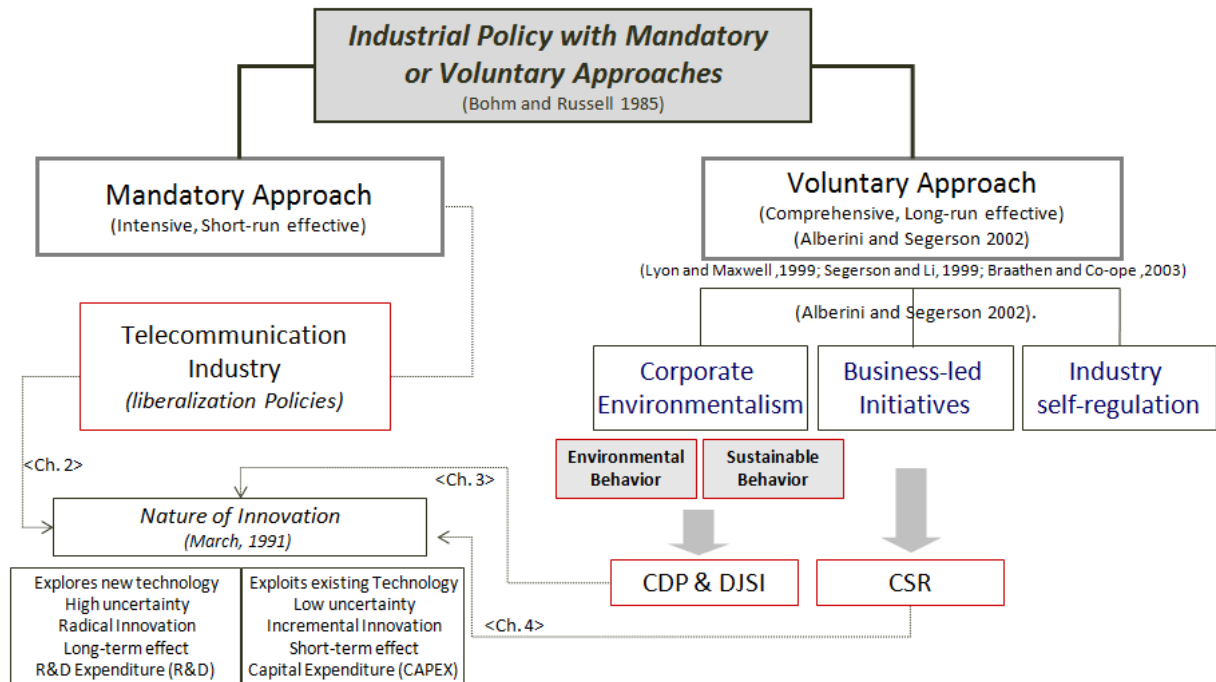 Industrial Policy with Mandatory
or Voluntary Approaches
(Bohm and Russell 1985)
Mandatory Approach
(Intensive, Short-run effective)
Voluntary Approach
(Comprehensive, Long-run effective)
(Alberini and Segerson 2002)
(Lyon and Maxwell ,1999; Segerson and Li, 1999; Braathen and Co-ope ,2003)
(Alberini and Segerson 2002).
Telecommunication
Industry
(liberalization Policies)
Corporate
Environmentalism
Business-led
Initiatives
Industry
self-regulation
Environmental
Behavior
Sustainable
Behavior
<Ch. 2>
<Ch. 3>
Nature of Innovation
(March, 1991)
Explores new technology
High uncertainty
Radical Innovation
Long-term effect
R&D Expenditure (R&D)
Exploits existing Technology
Low uncertainty
Incremental Innovation
Short-term effect
Capital Expenditure (CAPEX)
CDP & DJSI
CSR
<Ch. 4>